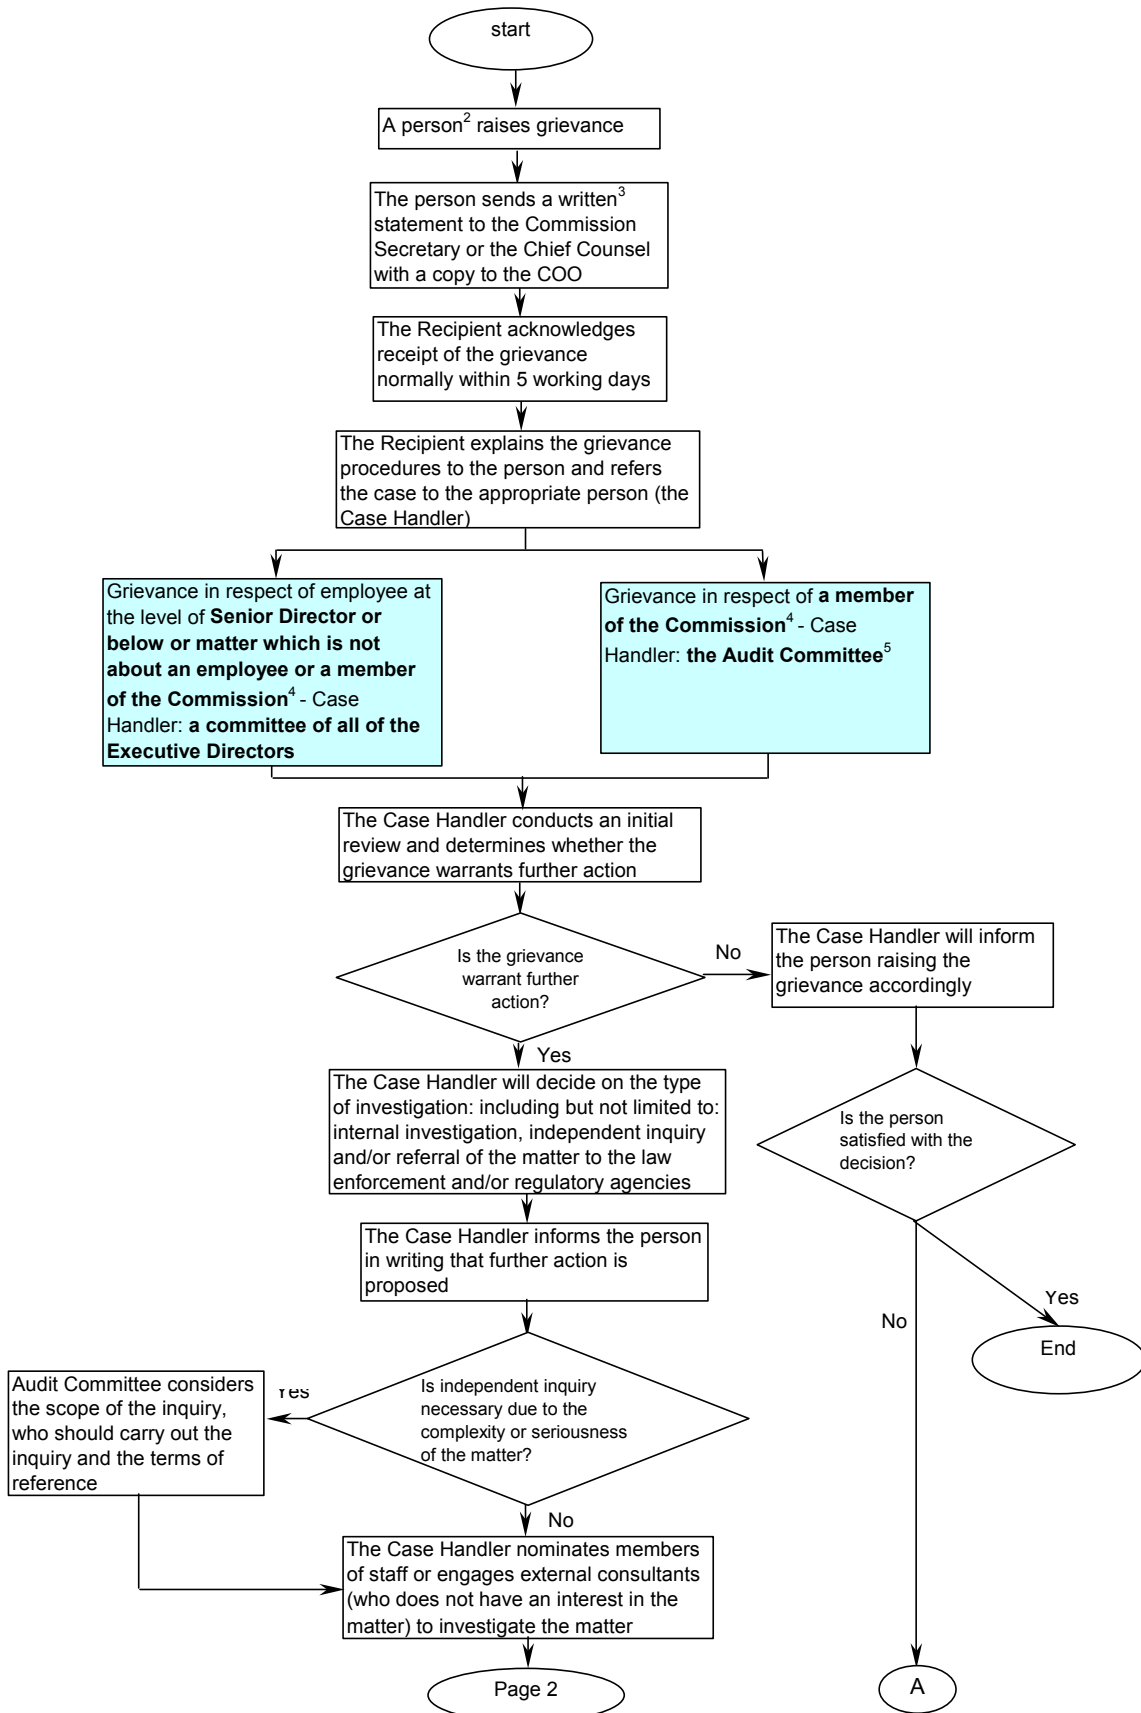 start
A person2 raises grievance
The person sends a written3
statement to the Commission
Secretary or the Chief Counsel
with a copy to the COO
The Recipient acknowledges
receipt of the grievance
normally within 5 working days
The Recipient explains the grievance
procedures to the person and refers
the case to the appropriate person (the
Case Handler)
Grievance in respect of employee at
the level of Senior Director or
below or matter which is not
about an employee or a member
of the Commission4 - Case
Handler: a committee of all of the
Executive Directors
Grievance in respect of a member
of the Commission4 - Case
Handler: the Audit Committee5
The Case Handler conducts an initial
review and determines whether the
grievance warrants further action
Is the grievance
warrant further
action?
No
The Case Handler will inform
the person raising the
grievance accordingly
Yes
The Case Handler will decide on the type
of investigation: including but not limited to:
internal investigation, independent inquiry
and/or referral of the matter to the law
enforcement and/or regulatory agencies
Is the person
satisfied with the
decision?
The Case Handler informs the person
in writing that further action is
proposed
Yes
No
End
Is independent inquiry
necessary due to the
complexity or seriousness
of the matter?
Yes
Audit Committee considers
the scope of the inquiry,
who should carry out the
inquiry and the terms of
reference
No
The Case Handler nominates members
of staff or engages external consultants
(who does not have an interest in the
matter) to investigate the matter
Page 2
A